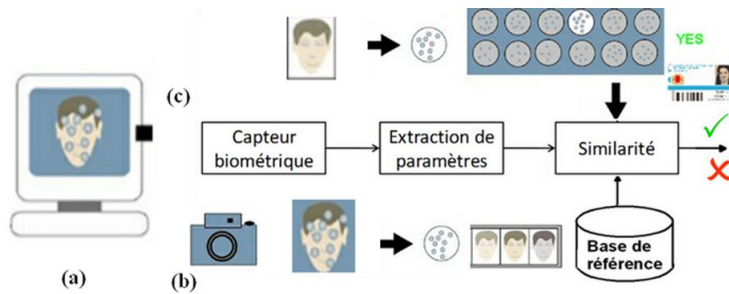 YES
(c)
Capteur
biométrique
Extraction de
paramètres
Similarité
(a)
(b)
Base de
référence